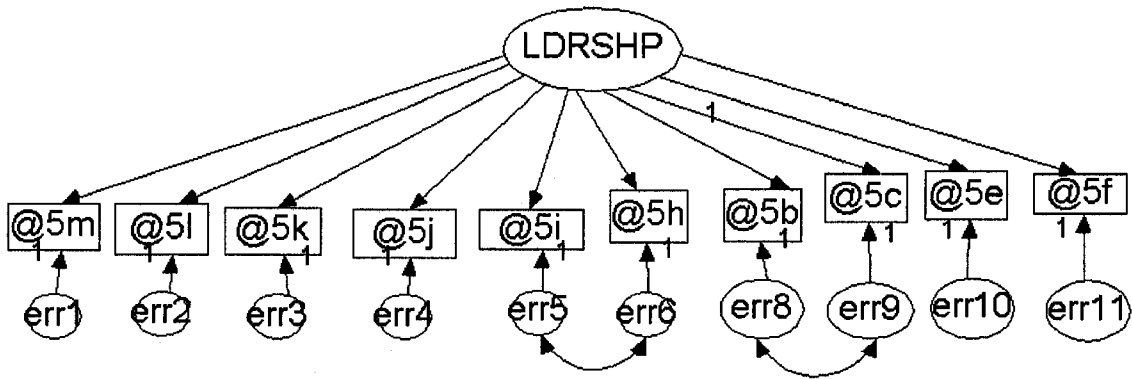 LDRSHP
1
@5m @5l @5k @5j @5i @5h @5b @5c @5e @5f
1 1 1 1 1 1 1 1 1 1
err1 err2 err3 err4 err5 err6 err8 err9 err10 err11